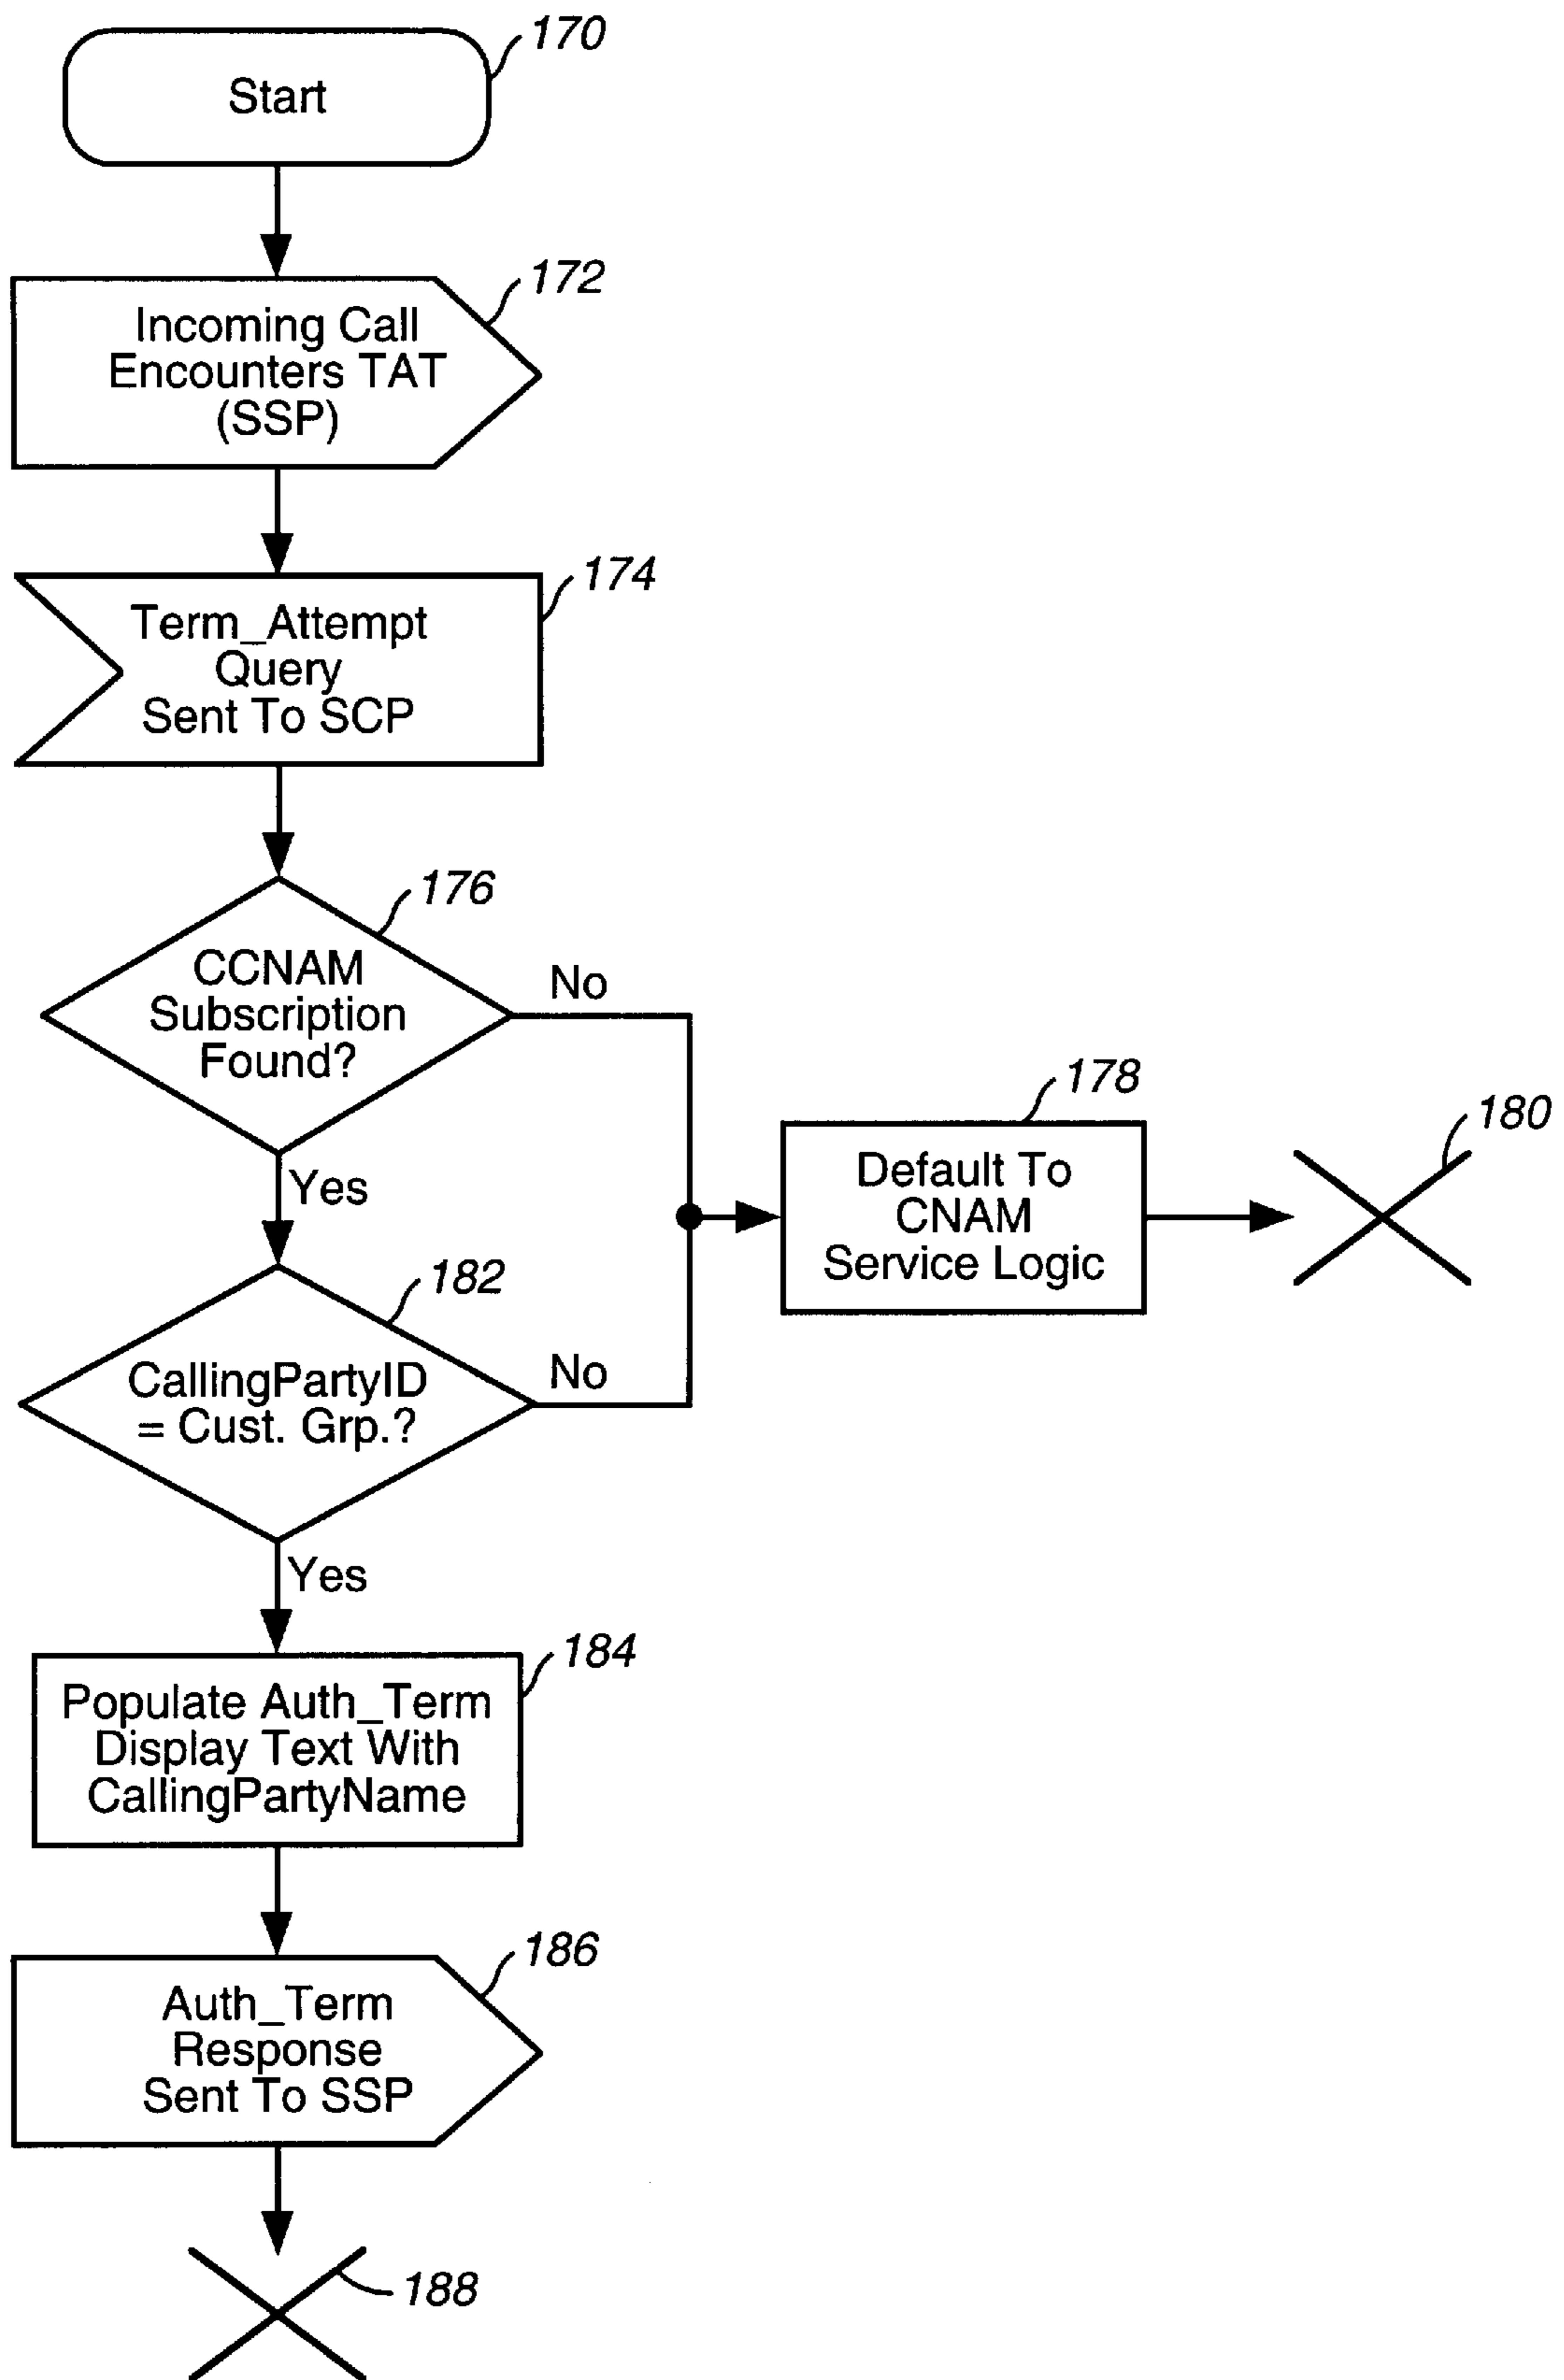 170
Start
172
Incoming Call
Encounters TAT
(SSP)
174
Term_Attempt
Query
Sent To SCP
176
CCNAM
Subscription
Found?
No
Yes
178
Default To
CNAM
Service Logic
180
182
CallingPartyID
= Cust. Grp.?
No
Yes
184
Populate Auth_Term
Display Text With
CallingPartyName
186
Auth_Term
Response
Sent To SSP
188